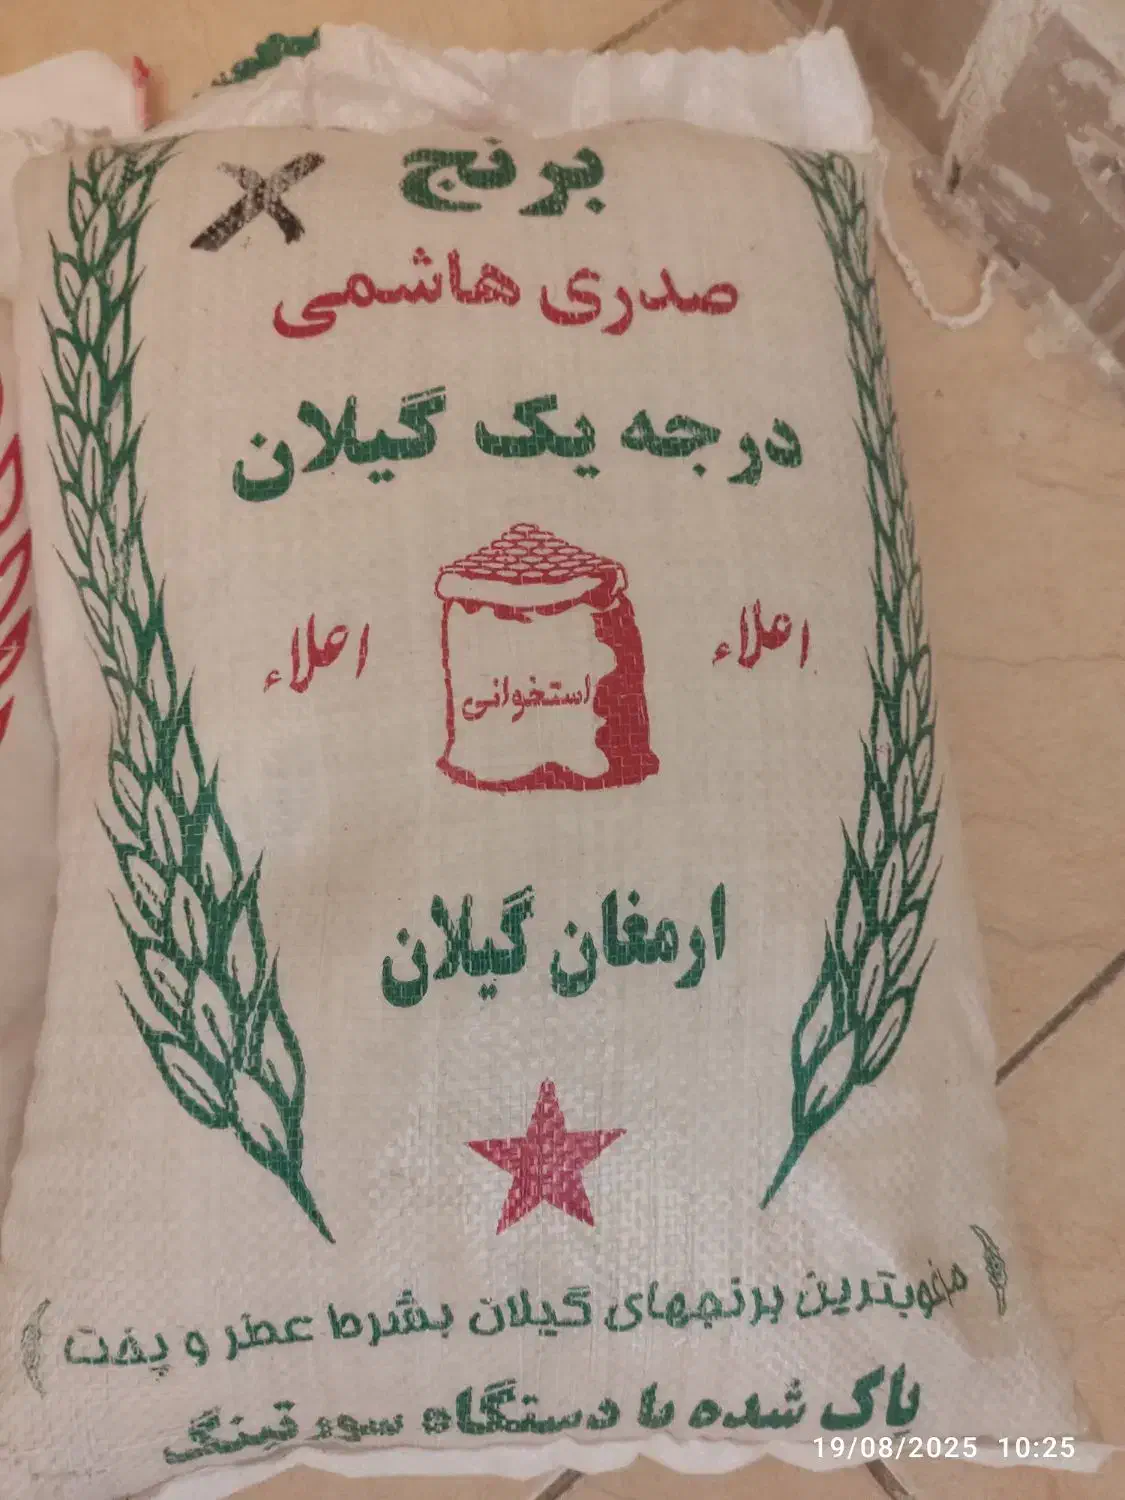 برنج
صدری هاشمی
درجه یک گیلان
اعلاء
اعلاء
استخوانی
ارمغان گیلان
مرغوبترین برنجهای گیلان بشرط عطر و پخت
پاک شده با دستگاه سورتینگ
19/08/2025 10:25